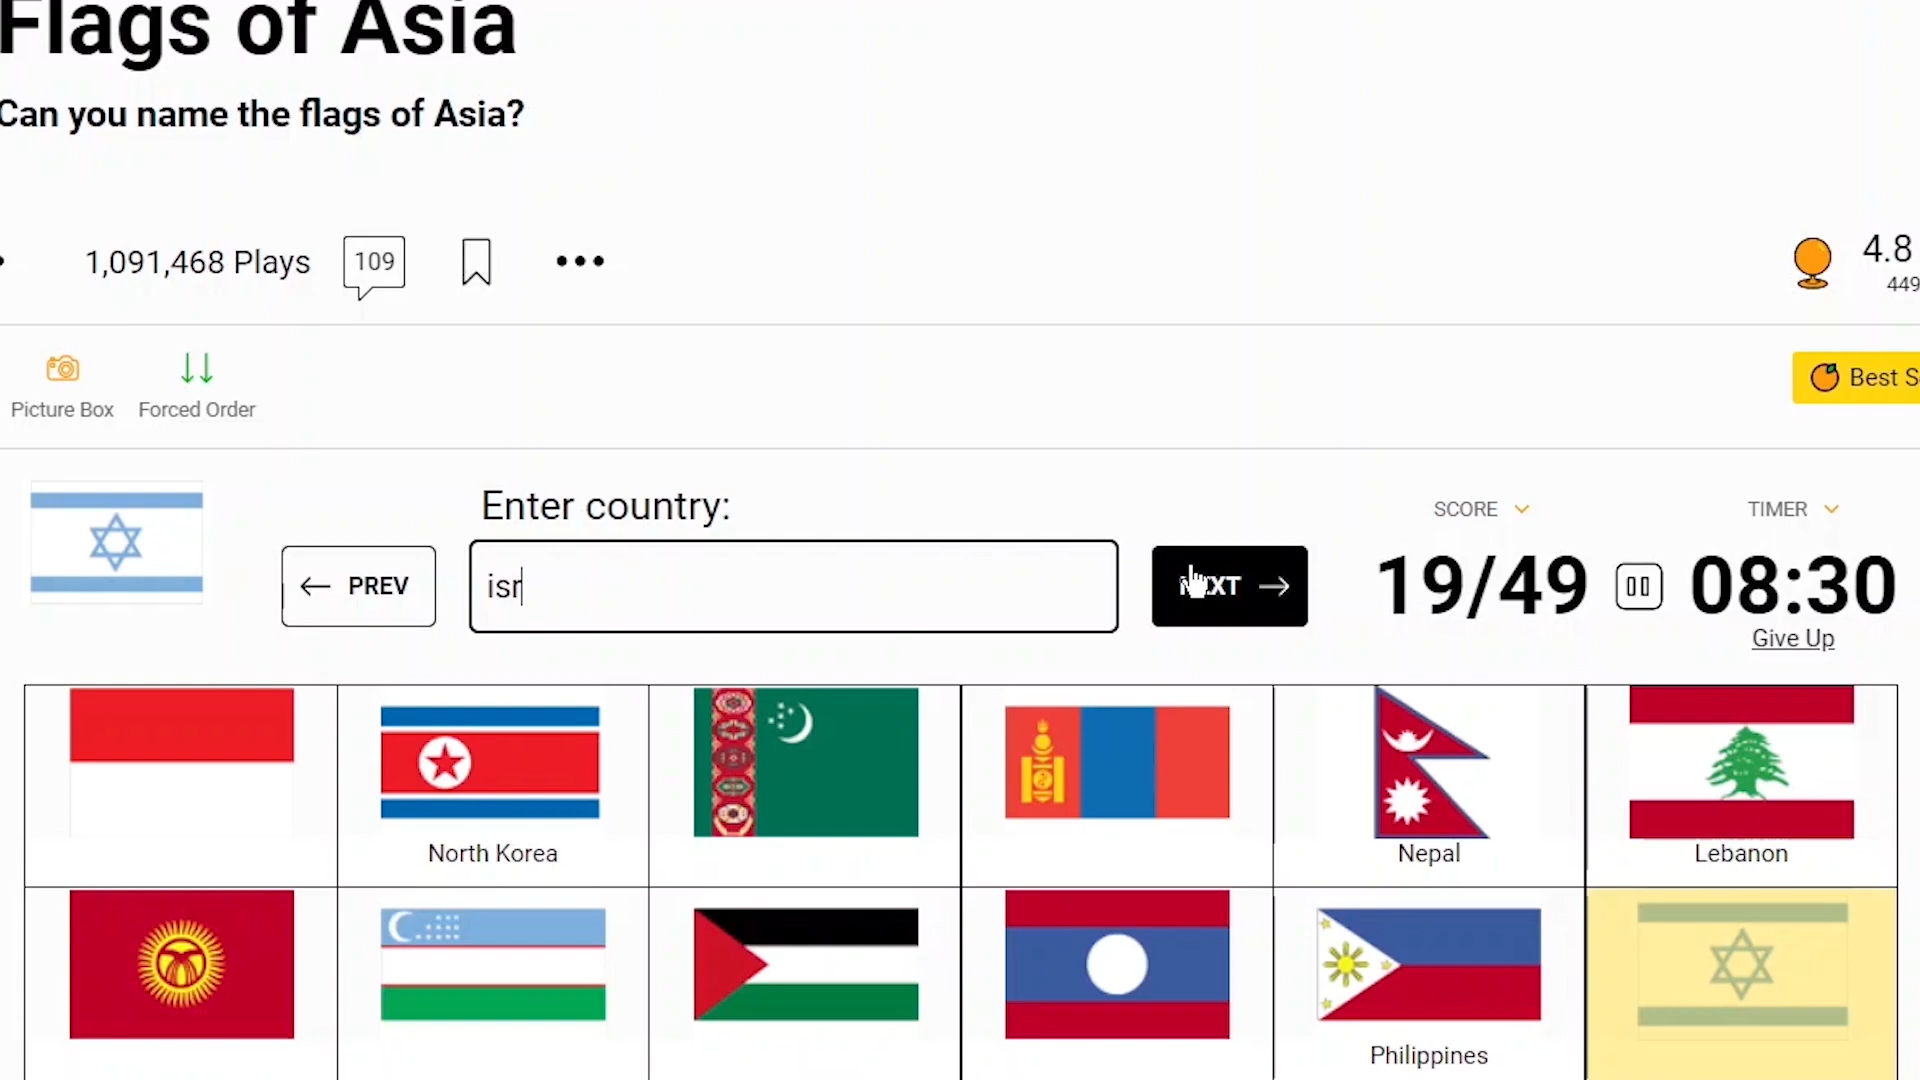 Flags of Asia
Can you name the flags of Asia?
1,091,468 Plays
109
4.8
449
Picture Box
Forced Order
Best S
Enter country:
SCORE
TIMER
PREV
isr
NEXT
19/49
08:30
Give Up
North Korea
Nepal
Lebanon
Philippines